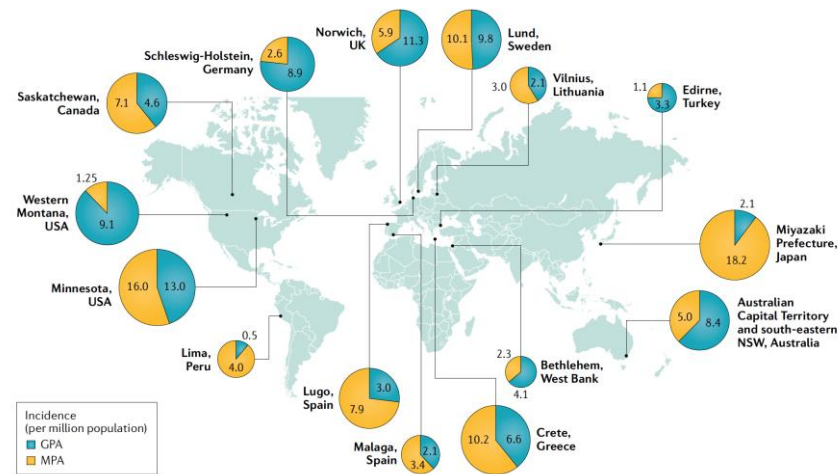 Norwich,
UK
5.9
11.3
Lund,
Sweden
10.1
9.8
Schleswig-Holstein,
Germany
2.6
8.9
Vilnius,
Lithuania
3.0
2.1
Edirne,
Turkey
1.1
3.3
Saskatchewan,
Canada
7.1
4.6
Western
Montana,
USA
1.25
9.1
Miyazaki
Prefecture,
Japan
2.1
18.2
Minnesota,
USA
16.0
13.0
Australian
Capital Territory
and south-eastern
NSW, Australia
5.0
8.4
Lima,
Peru
0.5
4.0
Lugo,
Spain
3.0
7.9
Malaga,
Spain
2.1
3.4
Crete,
Greece
10.2
6.6
Bethlehem,
West Bank
2.3
4.1
Incidence
(per million population)
GPA
MPA